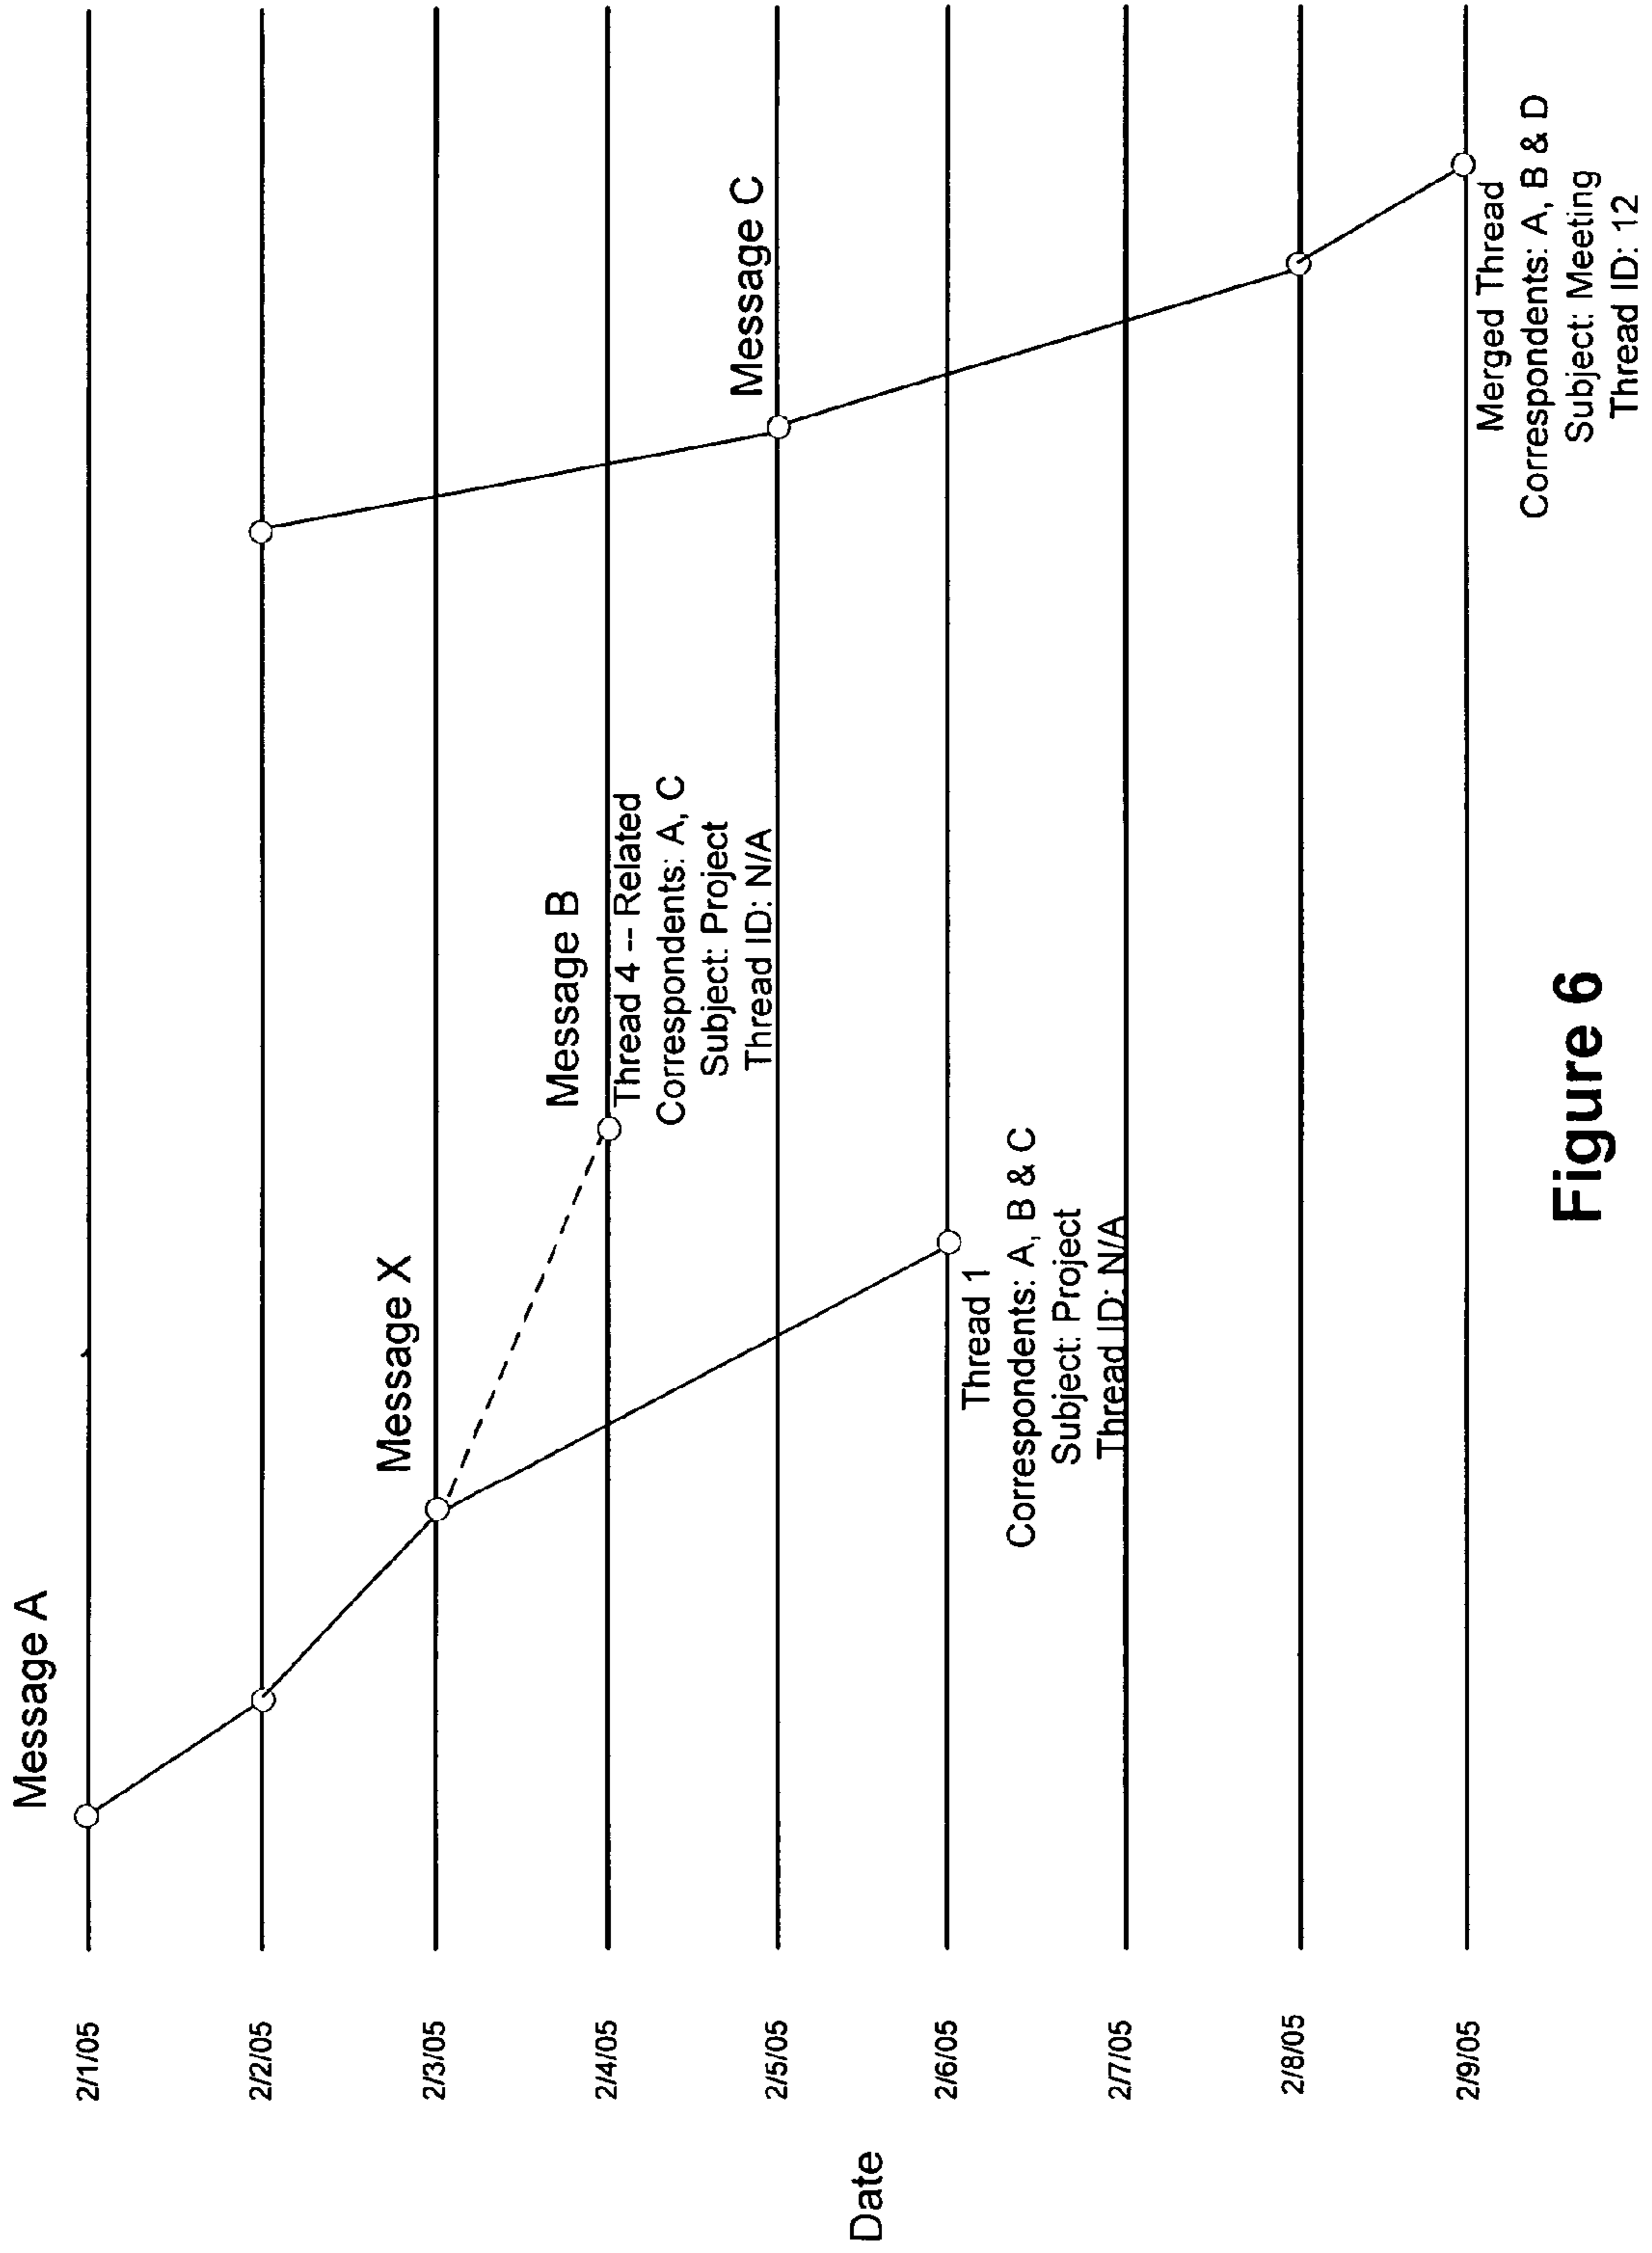 Message A
2/1/05
2/2/05
Message X
2/3/05
Message B
2/4/05
Thread 4 -- Related
Correspondents: A, C
Subject: Project
Thread ID: N/A
Message C
2/5/05
2/6/05
Thread 1
Correspondents: A, B & C
Subject: Project
Thread ID: N/A
2/7/05
2/8/05
2/9/05
Merged Thread
Correspondents: A, B & D
Subject: Meeting
Thread ID: 12
Date
Figure 6